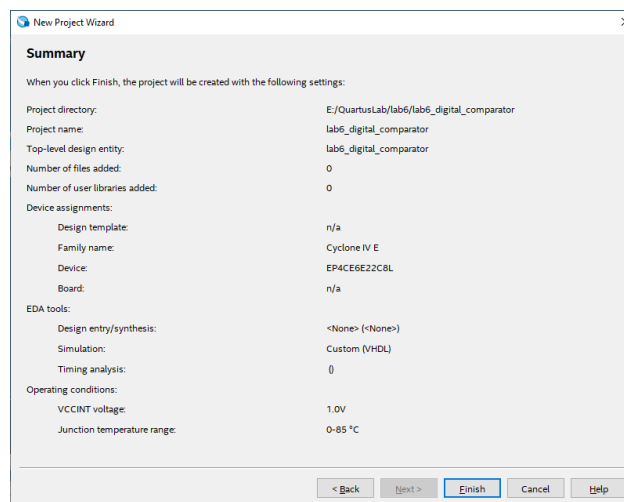 New Project Wizard
Summary
When you click Finish, the project will be created with the following settings:
Project directory: E:/QuartusLab/lab6/lab6_digital_comparator
Project name: lab6_digital_comparator
Top-level design entity: lab6_digital_comparator
Number of files added: 0
Number of user libraries added: 0
Device assignments:
Design template: n/a
Family name: Cyclone IV E
Device: EP4CE6E22C8L
Board: n/a
EDA tools:
Design entry/synthesis: <None> (<None>)
Simulation: Custom (VHDL)
Timing analysis: ()
Operating conditions:
VCCINT voltage: 1.0V
Junction temperature range: 0-85 °C
< Back Next > Finish Cancel Help